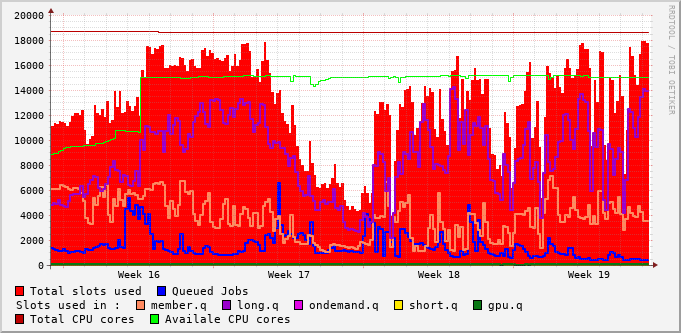 20000
18000
16000
14000
12000
10000
8000
6000
4000
2000
0
Week 16 Week 17 Week 18 Week 19
RRDTOOL / TOBI OETIKER
Total slots used Queued Jobs
Slots used in : member.q long.q ondemand.q short.q gpu.q
Total CPU cores Availale CPU cores